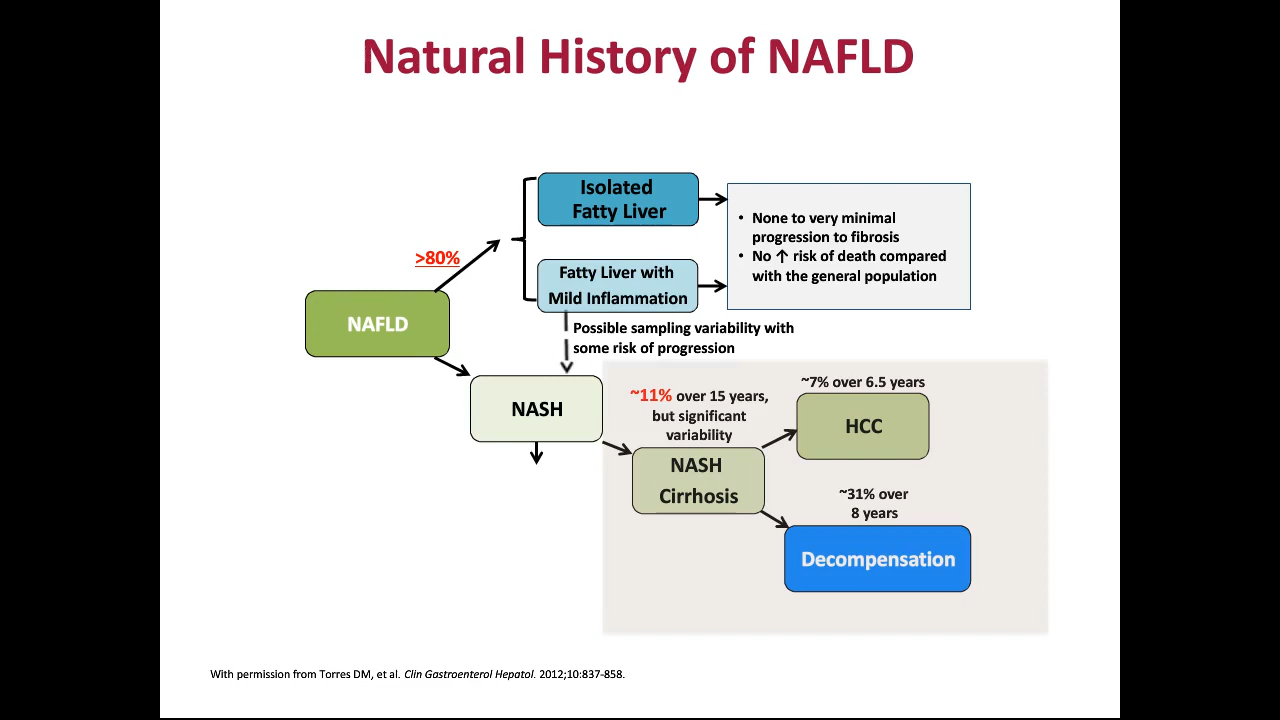 Natural History of NAFLD
Isolated
Fatty Liver
• None to very minimal
progression to fibrosis
• No ↑ risk of death compared
with the general population
>80%
Fatty Liver with
Mild Inflammation
NAFLD
Possible sampling variability with
some risk of progression
NASH
~11% over 15 years,
but significant
variability
~7% over 6.5 years
HCC
NASH
Cirrhosis
~31% over
8 years
Decompensation
With permission from Torres DM, et al. Clin Gastroenterol Hepatol. 2012;10:837-858.